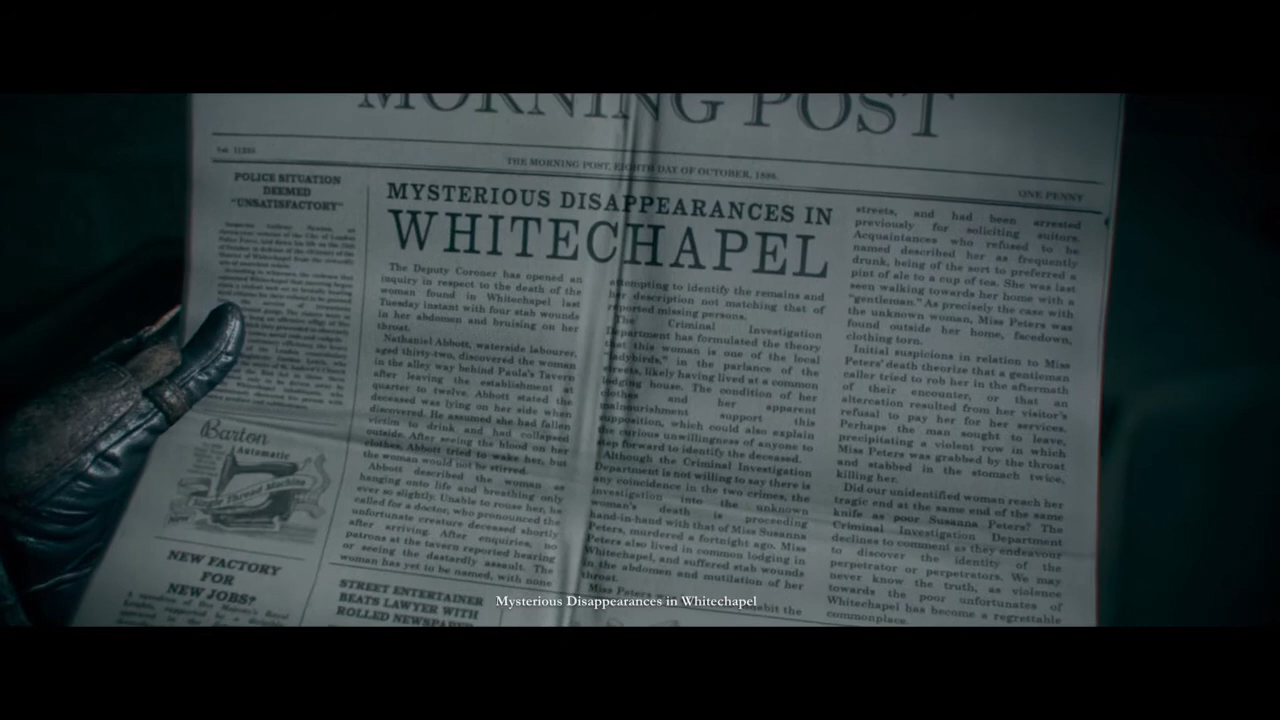 MORNING POST
THE MORNING POST, EIGHTH DAY OF OCTOBER, 1886.
ONE PENNY
POLICE SITUATION
DEEMED
"UNSATISFACTORY"
MYSTERIOUS DISAPPEARANCES IN
WHITECHAPEL
The Deputy Coroner has opened an
inquiry in respect to the death of the
woman found in Whitechapel last
Tuesday instant with four stab wounds
in her abdomen and bruising on her
throat.
Nathaniel Abbott, waterside labourer,
aged thirty-two, discovered the woman
in the alley way behind Paula's Tavern
after leaving the establishment at
quarter to twelve. Abbott stated the
deceased was lying on her side when
discovered. He assumed she had fallen
victim to drink and had collapsed
outside. After seeing the blood on her
clothes, Abbott tried to wake her, but
the woman would not be stirred.
Abbott described the woman as
hanging onto life and breathing only
ever so slightly. Unable to rouse her, he
called for a doctor, who pronounced the
unfortunate creature deceased shortly
after arriving. After enquiries, no
patrons at the tavern reported hearing
or seeing the dastardly assault. The
woman has yet to be named, with none
attempting to identify the remains and
her description not matching that of
reported missing persons.
The Criminal Investigation
Department has formulated the theory
that this woman is one of the local
"ladybirds," in the parlance of the
streets, likely having lived at a common
lodging house. The condition of her
clothes and her apparent
malnourishment support this
supposition, which could also explain
the curious unwillingness of anyone to
step forward to identify the deceased.
Although the Criminal Investigation
Department is not willing to say there is
any coincidence in the two crimes, the
investigation into the unknown
woman's death is proceeding
hand-in-hand with that of Miss Susanna
Peters, murdered a fortnight ago. Miss
Peters also lived in common lodging in
Whitechapel, and suffered stab wounds
in the abdomen and mutilation of her
throat.
Miss Peters
streets, and had been arrested
previously for soliciting suitors.
Acquaintances who refused to be
named described her as frequently
drunk, being of the sort to preferred a
pint of ale to a cup of tea. She was last
seen walking towards her home with a
"gentleman." As precisely the case with
the unknown woman, Miss Peters was
found outside her home, facedown,
clothing torn.
Initial suspicions in relation to Miss
Peters' death theorize that a gentleman
caller tried to rob her in the aftermath
of their encounter, or that an
altercation resulted from her visitor's
refusal to pay her for her services.
Perhaps the man sought to leave,
precipitating a violent row in which
Miss Peters was grabbed by the throat
and stabbed in the stomach twice,
killing her.
Did our unidentified woman reach her
tragic end at the same end of the same
knife as poor Susanna Peters? The
Criminal Investigation Department
declines to comment as they endeavour
to discover the identity of the
perpetrator or perpetrators. We may
never know the truth, as violence
towards the poor unfortunates of
Whitechapel has become a regrettable
commonplace.
Barton
Automatic
Single Thread Machine
New
NEW FACTORY
FOR
NEW JOBS?
STREET ENTERTAINER
BEATS LAWYER WITH
ROLLED NEWSPAPER
Mysterious Disappearances in Whitechapel